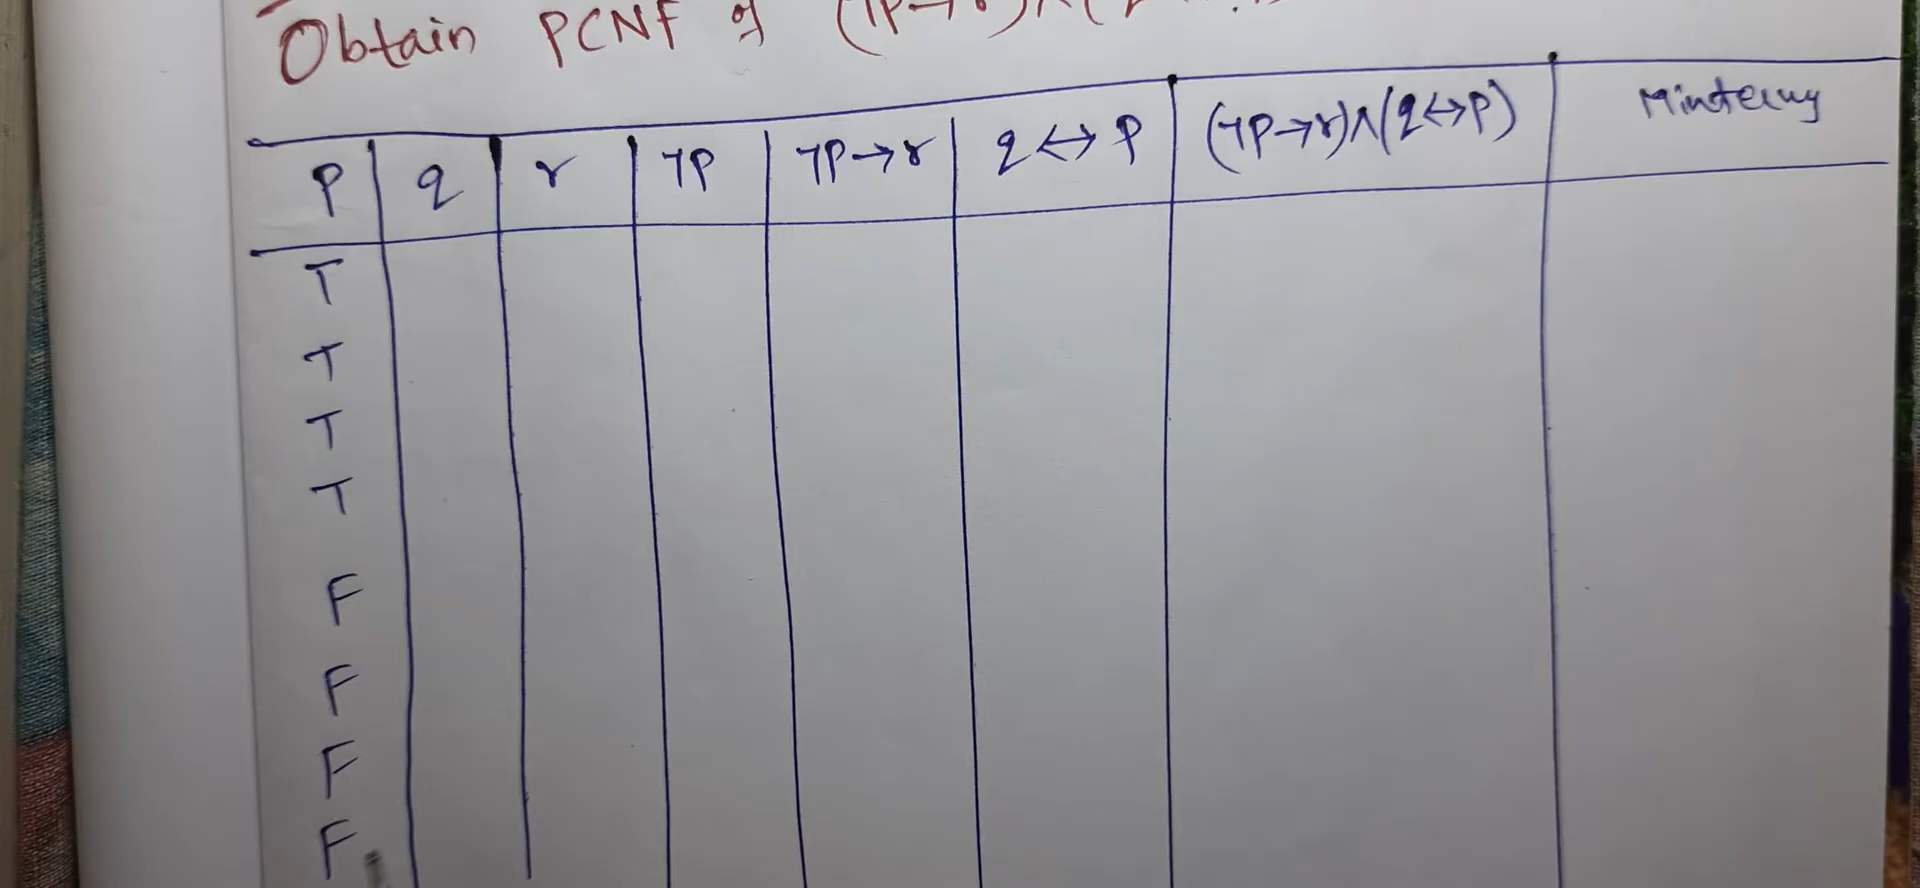 Obtain PCNF of (¬P→r)∧(
P q r ¬P ¬P→r q↔P (¬P→r)∧(q↔P) Minterms
T
T
T
T
F
F
F
F